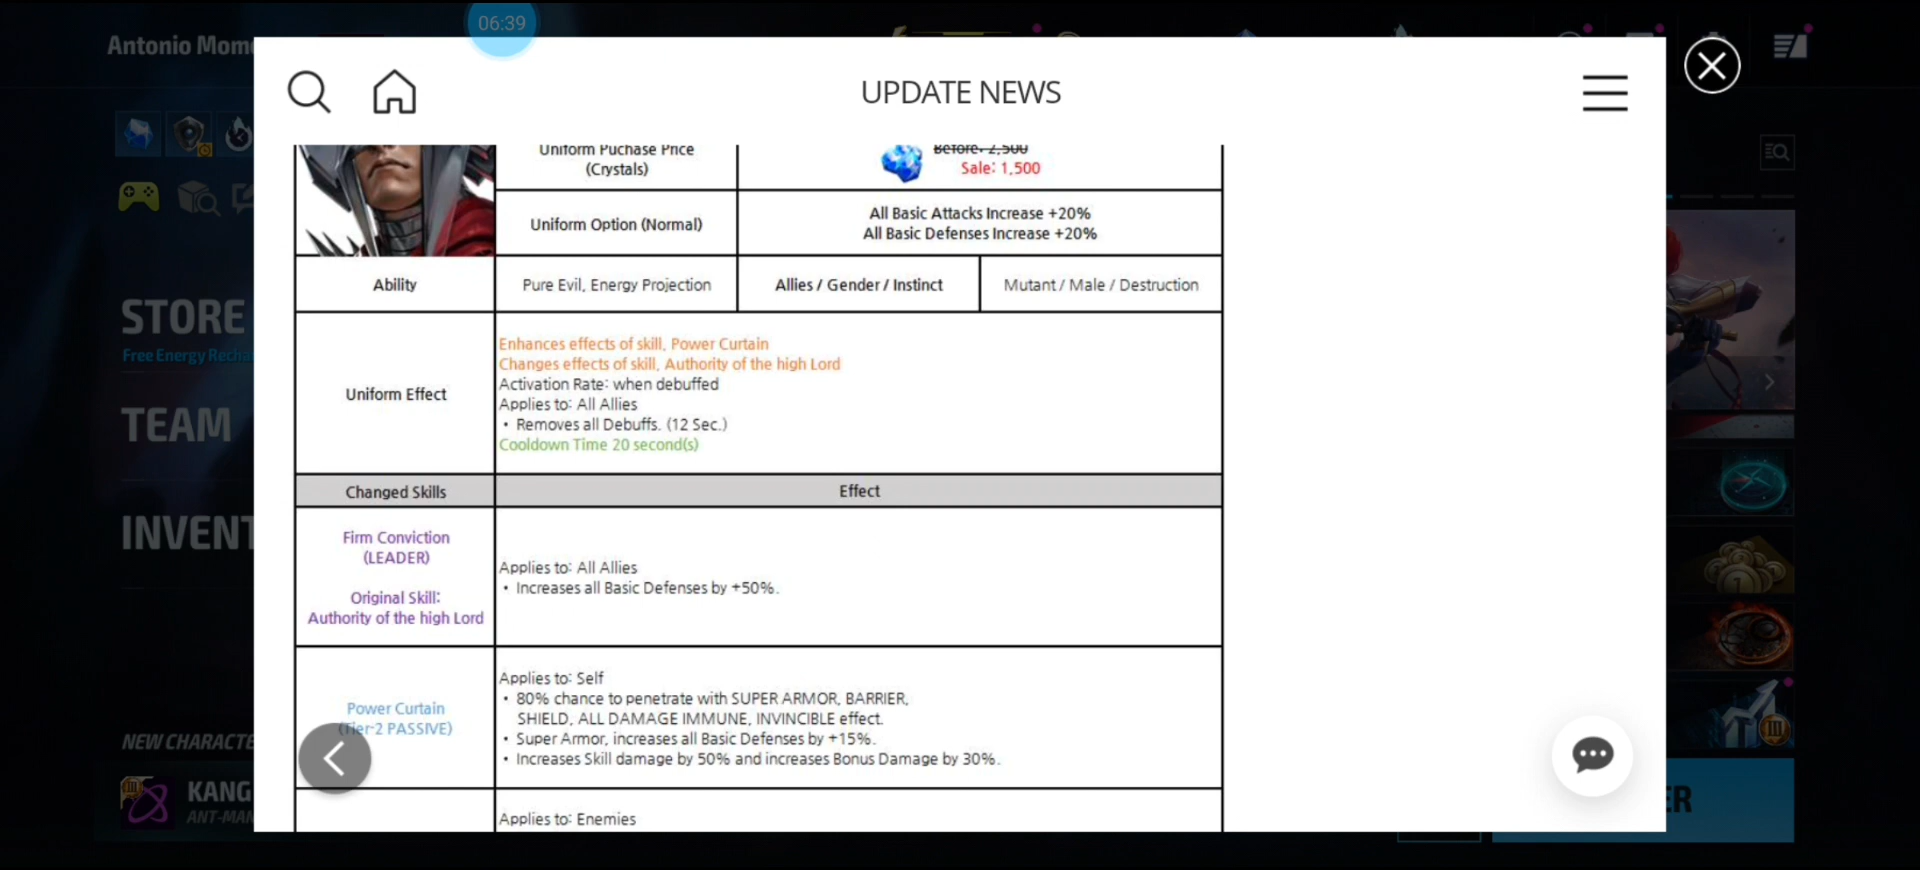 Antonio Mom
06:39
UPDATE NEWS
Uniform Puchase Price
(Crystals)
Before: 2,500
Sale: 1,500
Uniform Option (Normal)
All Basic Attacks Increase +20%
All Basic Defenses Increase +20%
Ability
Pure Evil, Energy Projection
Allies / Gender / Instinct
Mutant / Male / Destruction
Uniform Effect
Enhances effects of skill, Power Curtain
Changes effects of skill, Authority of the high Lord
Activation Rate: when debuffed
Applies to: All Allies
• Removes all Debuffs. (12 Sec.)
Cooldown Time 20 second(s)
Changed Skills
Effect
Firm Conviction
(LEADER)
Original Skill:
Authority of the high Lord
Applies to: All Allies
• Increases all Basic Defenses by +50%.
Power Curtain
(Tier-2 PASSIVE)
Applies to: Self
• 80% chance to penetrate with SUPER ARMOR, BARRIER,
SHIELD, ALL DAMAGE IMMUNE, INVINCIBLE effect.
• Super Armor, increases all Basic Defenses by +15%.
• Increases Skill damage by 50% and increases Bonus Damage by 30%.
Applies to: Enemies
STORE
Free Energy Recha
TEAM
INVENT
NEW CHARACTE
KANG
ANT-MAN
ER